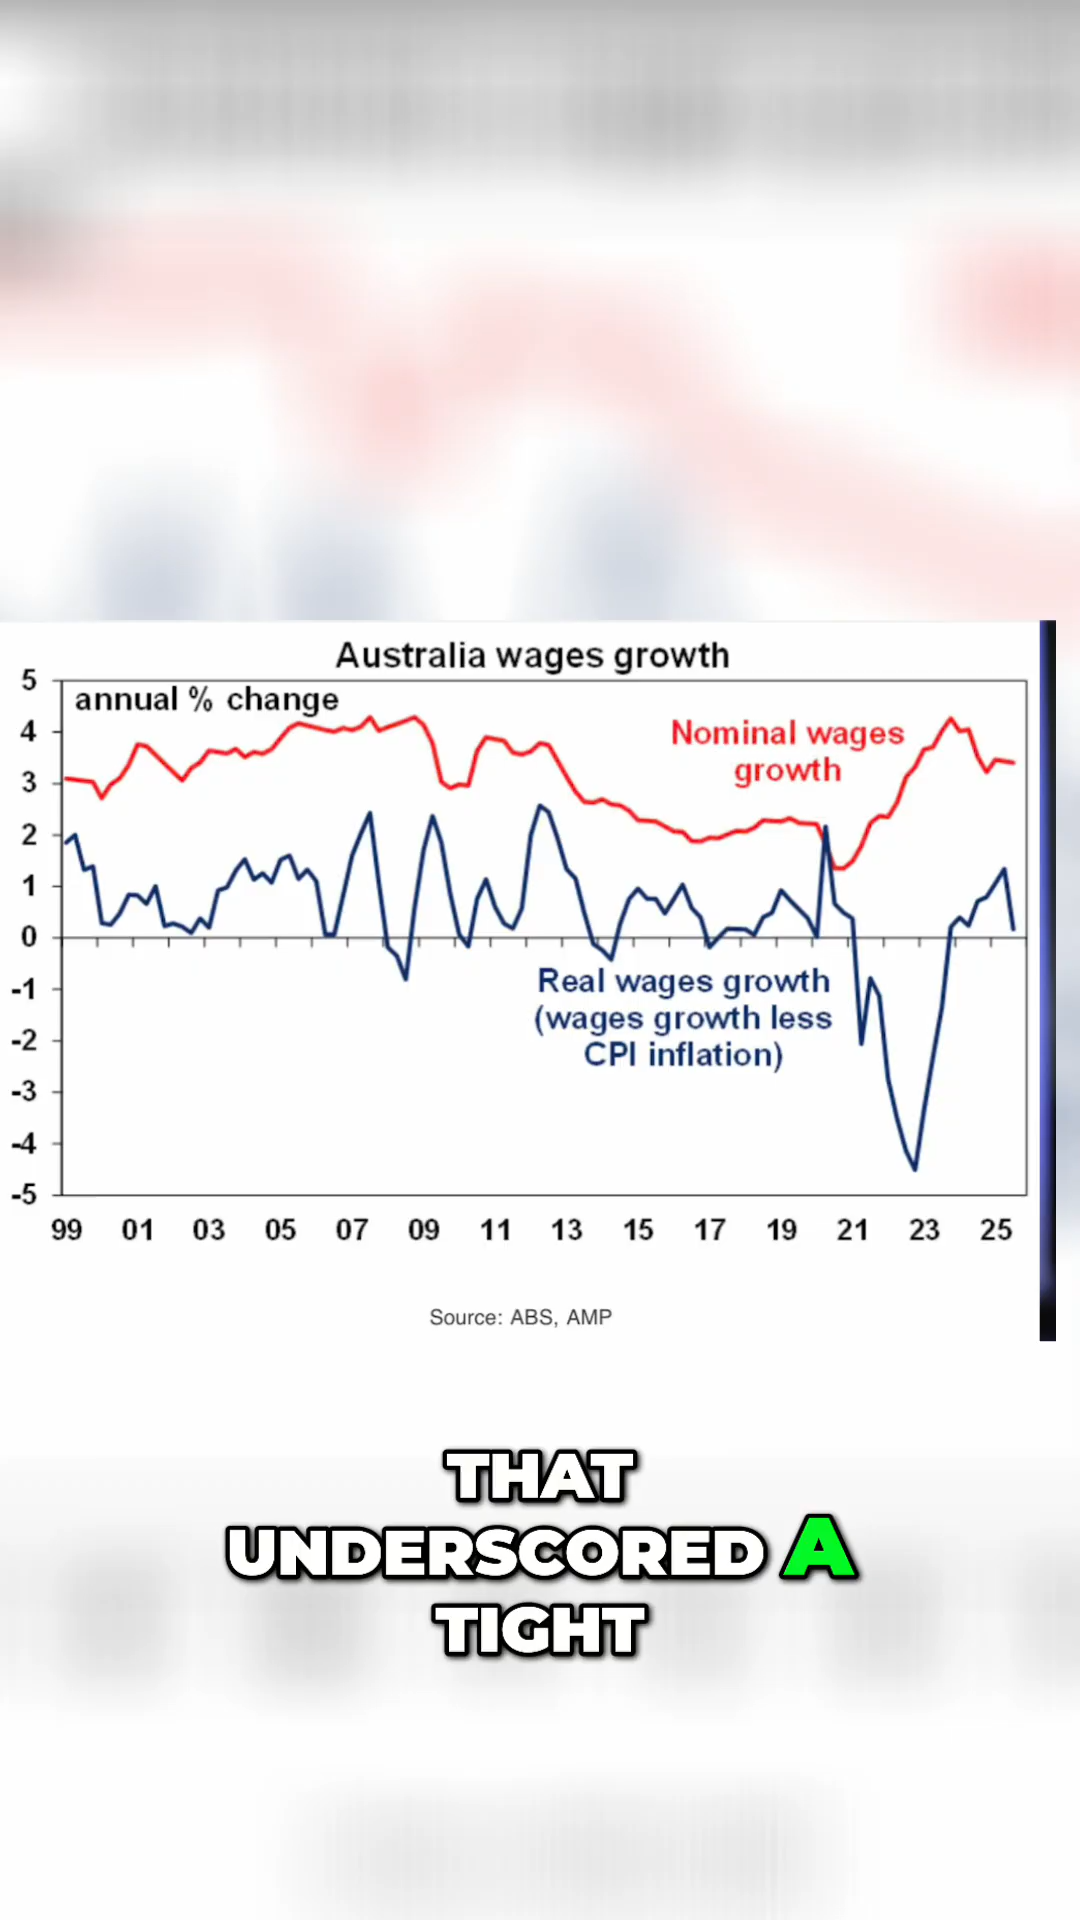 Australia wages growth
5
annual % change
4
Nominal wages
growth
3
2
1
0
Real wages growth
(wages growth less
CPI inflation)
-1
-2
-3
-4
-5
99 01 03 05 07 09 11 13 15 17 19 21 23 25
Source: ABS, AMP
THAT
UNDERSCORED A
TIGHT